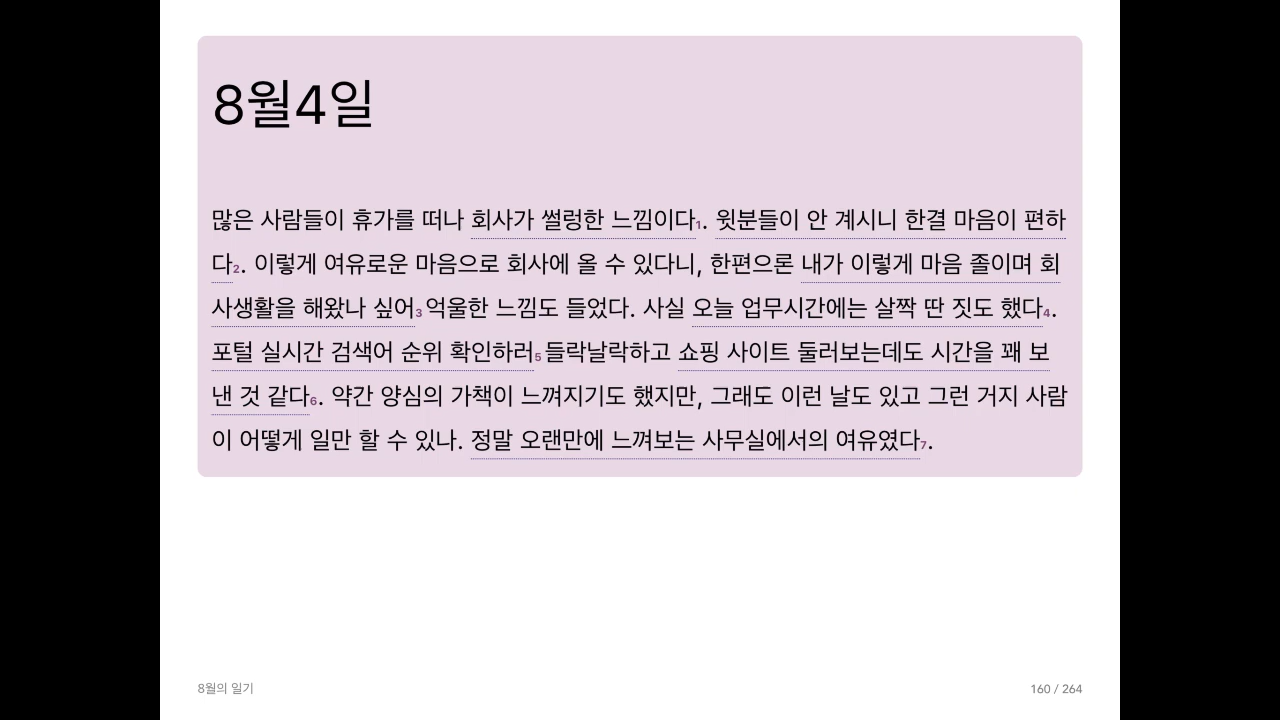 8월4일
많은 사람들이 휴가를 떠나 회사가 썰렁한 느낌이다1. 윗분들이 안 계시니 한결 마음이 편하
다2. 이렇게 여유로운 마음으로 회사에 올 수 있다니, 한편으론 내가 이렇게 마음 졸이며 회
사생활을 해왔나 싶어3 억울한 느낌도 들었다. 사실 오늘 업무시간에는 살짝 딴 짓도 했다4.
포털 실시간 검색어 순위 확인하러5 들락날락하고 쇼핑 사이트 둘러보는데도 시간을 꽤 보
낸 것 같다6. 약간 양심의 가책이 느껴지기도 했지만, 그래도 이런 날도 있고 그런 거지 사람
이 어떻게 일만 할 수 있나. 정말 오랜만에 느껴보는 사무실에서의 여유였다7.
8월의 일기
160 / 264